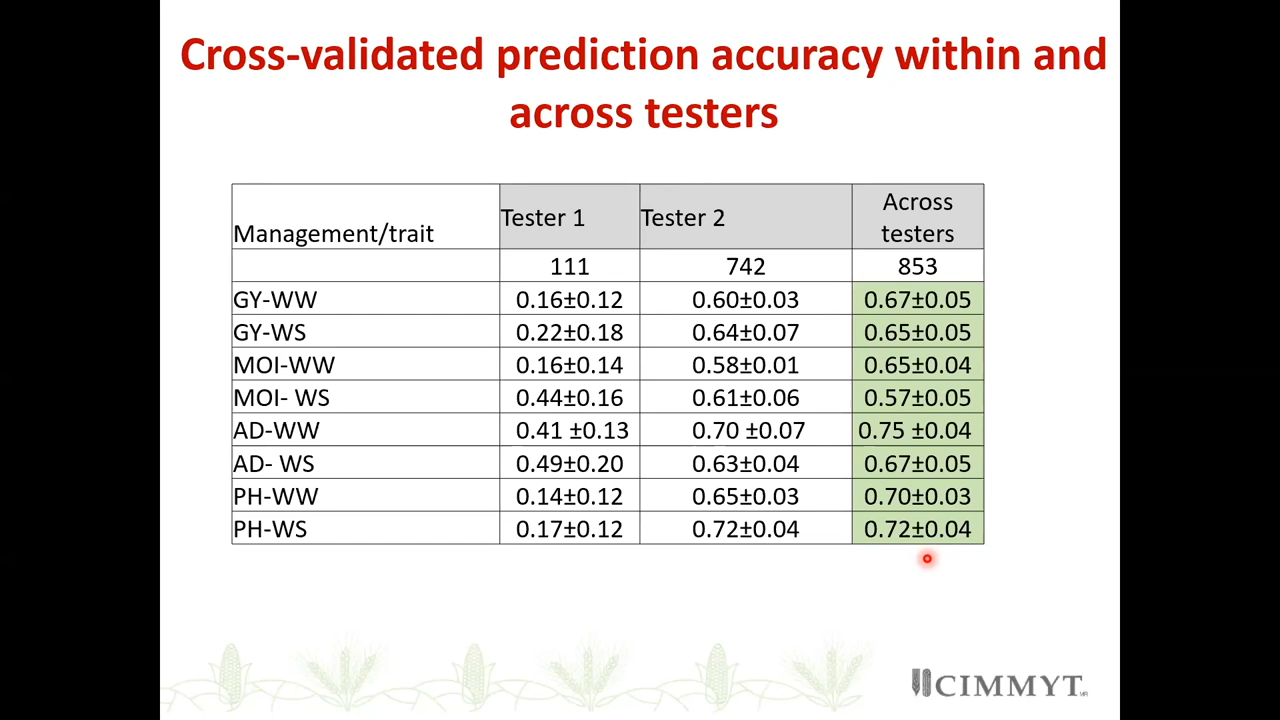 Cross-validated prediction accuracy within and
across testers
Management/trait Tester 1 Tester 2 Across testers
111 742 853
GY-WW 0.16±0.12 0.60±0.03 0.67±0.05
GY-WS 0.22±0.18 0.64±0.07 0.65±0.05
MOI-WW 0.16±0.14 0.58±0.01 0.65±0.04
MOI- WS 0.44±0.16 0.61±0.06 0.57±0.05
AD-WW 0.41 ±0.13 0.70 ±0.07 0.75 ±0.04
AD- WS 0.49±0.20 0.63±0.04 0.67±0.05
PH-WW 0.14±0.12 0.65±0.03 0.70±0.03
PH-WS 0.17±0.12 0.72±0.04 0.72±0.04
CIMMYT